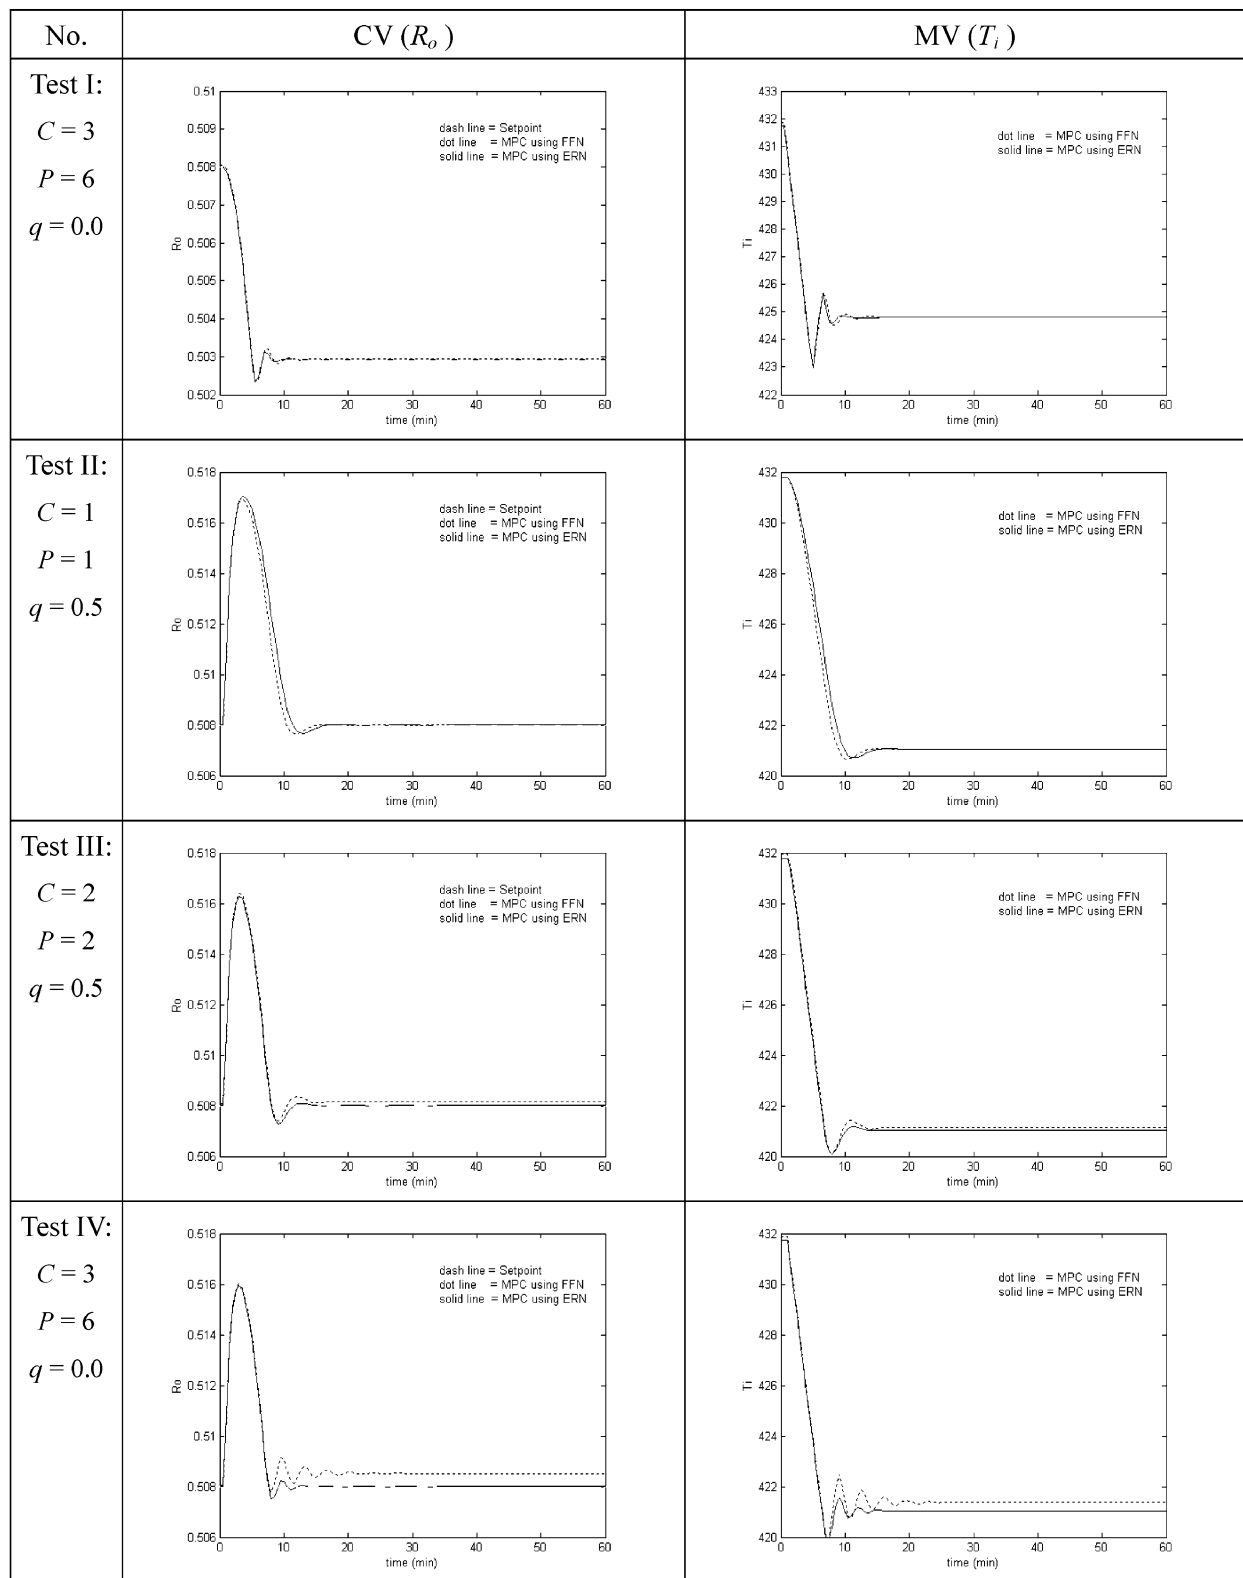 No. CV (Ro ) MV (Ti )
Test I:
C = 3
P = 6
q = 0.0
0.51
0.509
0.508
0.507
0.506
0.505
0.504
0.503
0.502
Ro
dash line = Setpoint
dot line = MPC using FFN
solid line = MPC using ERN
0 10 20 30 40 50 60
time (min)
433
432
431
430
429
428
427
426
425
424
423
422
Ti
dot line = MPC using FFN
solid line = MPC using ERN
0 10 20 30 40 50 60
time (min)
Test II:
C = 1
P = 1
q = 0.5
0.518
0.516
0.514
0.512
0.51
0.508
0.506
Ro
dash line = Setpoint
dot line = MPC using FFN
solid line = MPC using ERN
0 10 20 30 40 50 60
time (min)
432
430
428
426
424
422
420
Ti
dot line = MPC using FFN
solid line = MPC using ERN
0 10 20 30 40 50 60
time (min)
Test III:
C = 2
P = 2
q = 0.5
0.518
0.516
0.514
0.512
0.51
0.508
0.506
Ro
dash line = Setpoint
dot line = MPC using FFN
solid line = MPC using ERN
0 10 20 30 40 50 60
time (min)
432
430
428
426
424
422
420
Ti
dot line = MPC using FFN
solid line = MPC using ERN
0 10 20 30 40 50 60
time (min)
Test IV:
C = 3
P = 6
q = 0.0
0.518
0.516
0.514
0.512
0.51
0.508
0.506
Ro
dash line = Setpoint
dot line = MPC using FFN
solid line = MPC using ERN
0 10 20 30 40 50 60
time (min)
432
430
428
426
424
422
420
Ti
dot line = MPC using FFN
solid line = MPC using ERN
0 10 20 30 40 50 60
time (min)